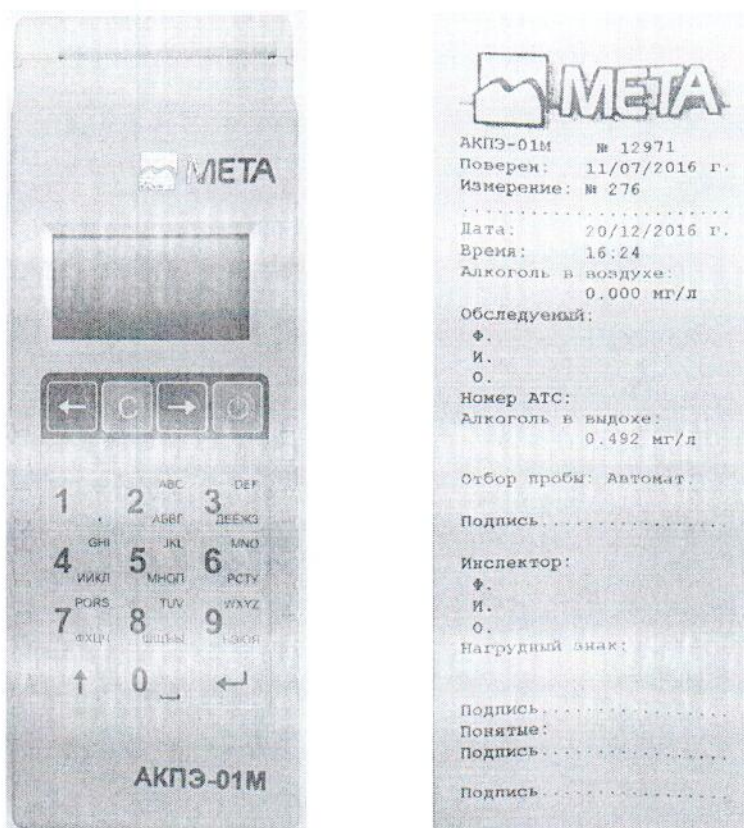 МЕТА
←
C
→
1 .
2 ABC АБВГ
3 DEF ДЕЁЖЗ
4 GHI ИЙКЛ
5 JKL МНОП
6 MNO РСТУ
7 PQRS ФХЦЧ
8 TUV ШЩЪЫ
9 WXYZ ЬЭЮЯ
↑
0 _
↵
АКПЭ-01М
МЕТА
АКПЭ-01М № 12971
Поверен: 11/07/2016 г.
Измерение: № 276
..........................
Дата: 20/12/2016 г.
Время: 16:24
Алкоголь в воздухе:
0.000 мг/л
Обследуемый:
Ф.
И.
О.
Номер АТС:
Алкоголь в выдохе:
0.492 мг/л
Отбор пробы: Автомат.
Подпись..................
Инспектор:
Ф.
И.
О.
Нагрудный знак:
Подпись..................
Понятые:
Подпись..................
Подпись..................